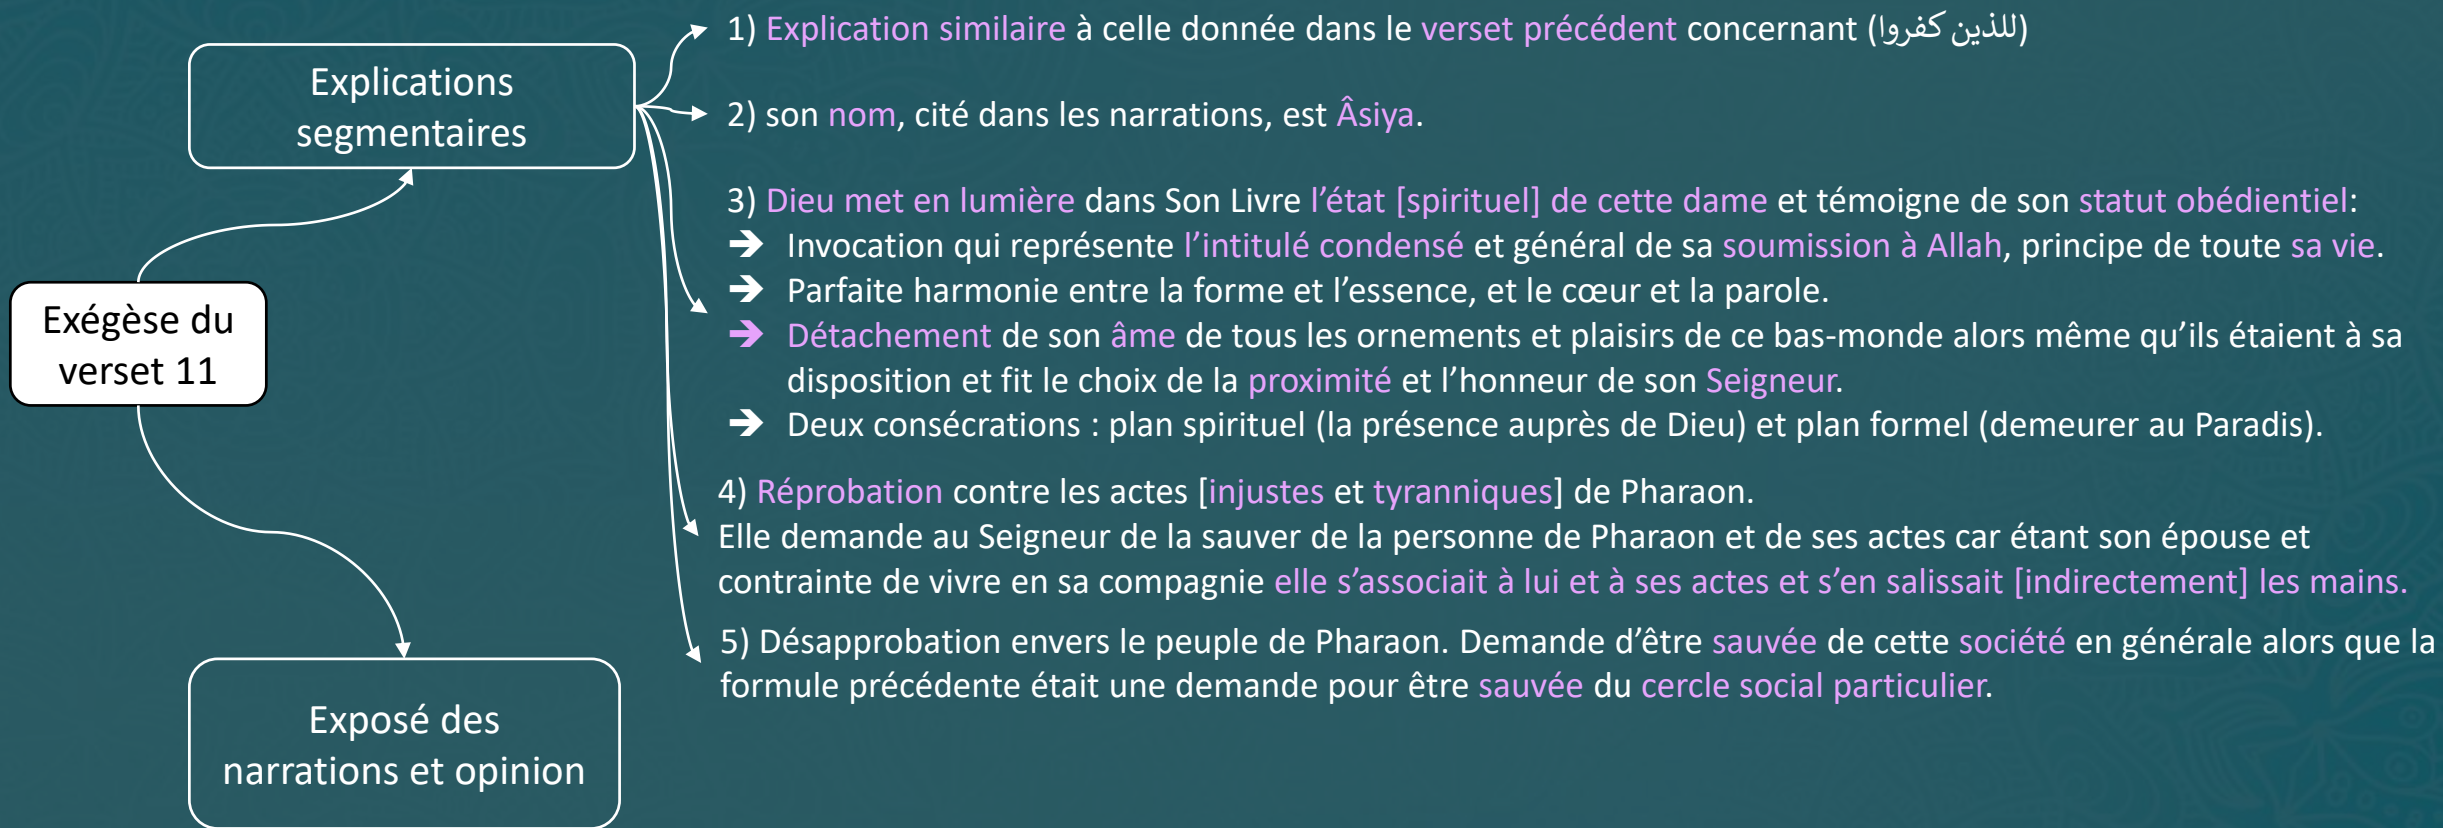 Exégèse du
verset 11
Explications
segmentaires
1) Explication similaire à celle donnée dans le verset précédent concernant (للذين كفروا)
2) son nom, cité dans les narrations, est Âsiya.
3) Dieu met en lumière dans Son Livre l’état [spirituel] de cette dame et témoigne de son statut obédientiel:
➔ Invocation qui représente l’intitulé condensé et général de sa soumission à Allah, principe de toute sa vie.
➔ Parfaite harmonie entre la forme et l’essence, et le cœur et la parole.
➔ Détachement de son âme de tous les ornements et plaisirs de ce bas-monde alors même qu’ils étaient à sa
disposition et fit le choix de la proximité et l’honneur de son Seigneur.
➔ Deux consécrations : plan spirituel (la présence auprès de Dieu) et plan formel (demeurer au Paradis).
4) Réprobation contre les actes [injustes et tyranniques] de Pharaon.
Elle demande au Seigneur de la sauver de la personne de Pharaon et de ses actes car étant son épouse et
contrainte de vivre en sa compagnie elle s’associait à lui et à ses actes et s’en salissait [indirectement] les mains.
5) Désapprobation envers le peuple de Pharaon. Demande d’être sauvée de cette société en générale alors que la
formule précédente était une demande pour être sauvée du cercle social particulier.
Exposé des
narrations et opinion